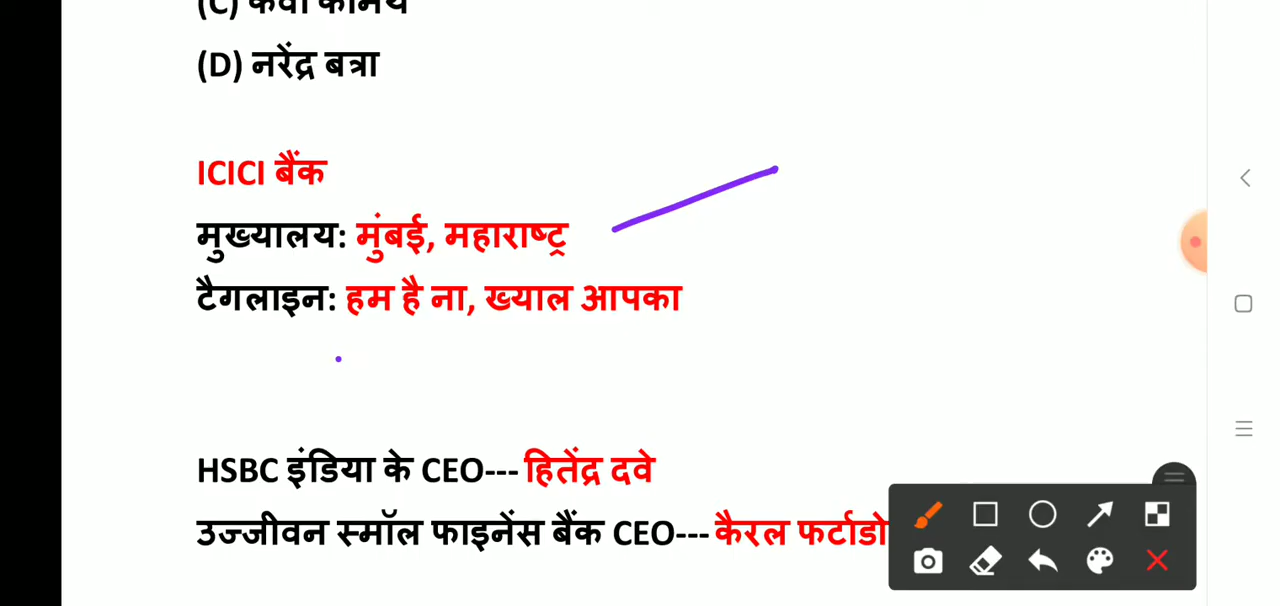 (D) नरेंद्र बत्रा
ICICI बैंक
मुख्यालय: मुंबई, महाराष्ट्र
टैगलाइन: हम है ना, ख्याल आपका
HSBC इंडिया के CEO--- हितेंद्र दवे
उज्जीवन स्मॉल फाइनेंस बैंक CEO--- कैरल फर्टाडो